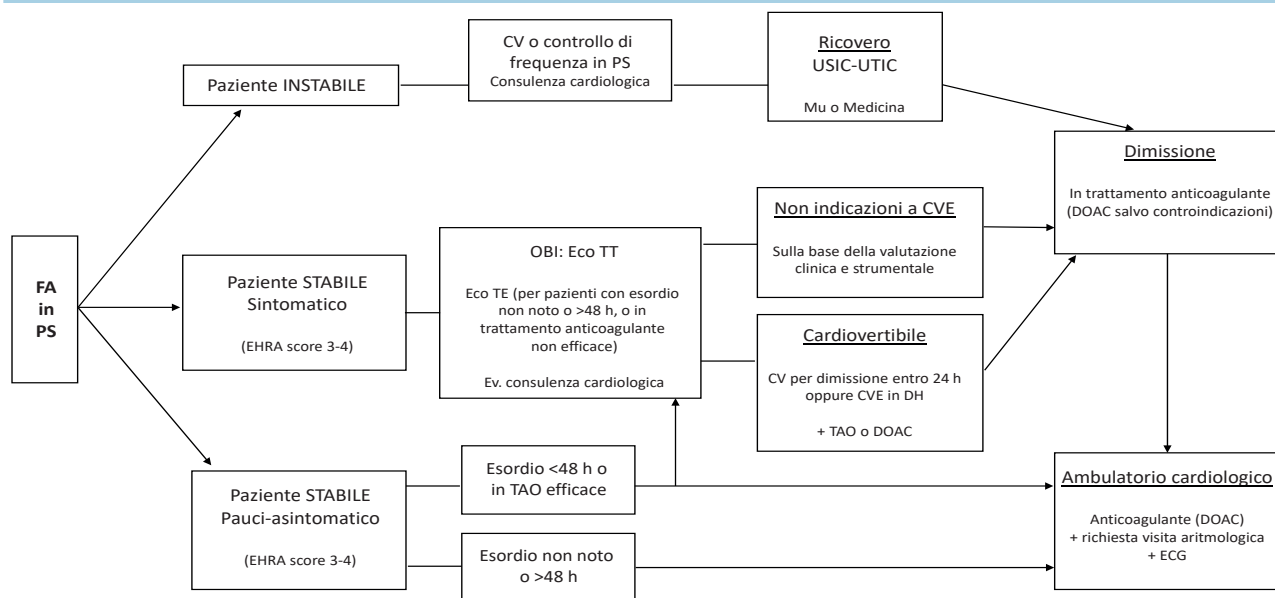 FA
in
PS
Paziente INSTABILE
CV o controllo di
frequenza in PS
Consulenza cardiologica
Ricovero
USIC-UTIC
Mu o Medicina
Paziente STABILE
Sintomatico
(EHRA score 3-4)
OBI: Eco TT
Eco TE (per pazienti con esordio
non noto o >48 h, o in
trattamento anticoagulante
non efficace)
Ev. consulenza cardiologica
Non indicazioni a CVE
Sulla base della valutazione
clinica e strumentale
Cardiovertibile
CV per dimissione entro 24 h
oppure CVE in DH
+ TAO o DOAC
Dimissione
In trattamento anticoagulante
(DOAC salvo controindicazioni)
Paziente STABILE
Pauci-asintomatico
(EHRA score 3-4)
Esordio <48 h o
in TAO efficace
Esordio non noto
o >48 h
Ambulatorio cardiologico
Anticoagulante (DOAC)
+ richiesta visita aritmologica
+ ECG